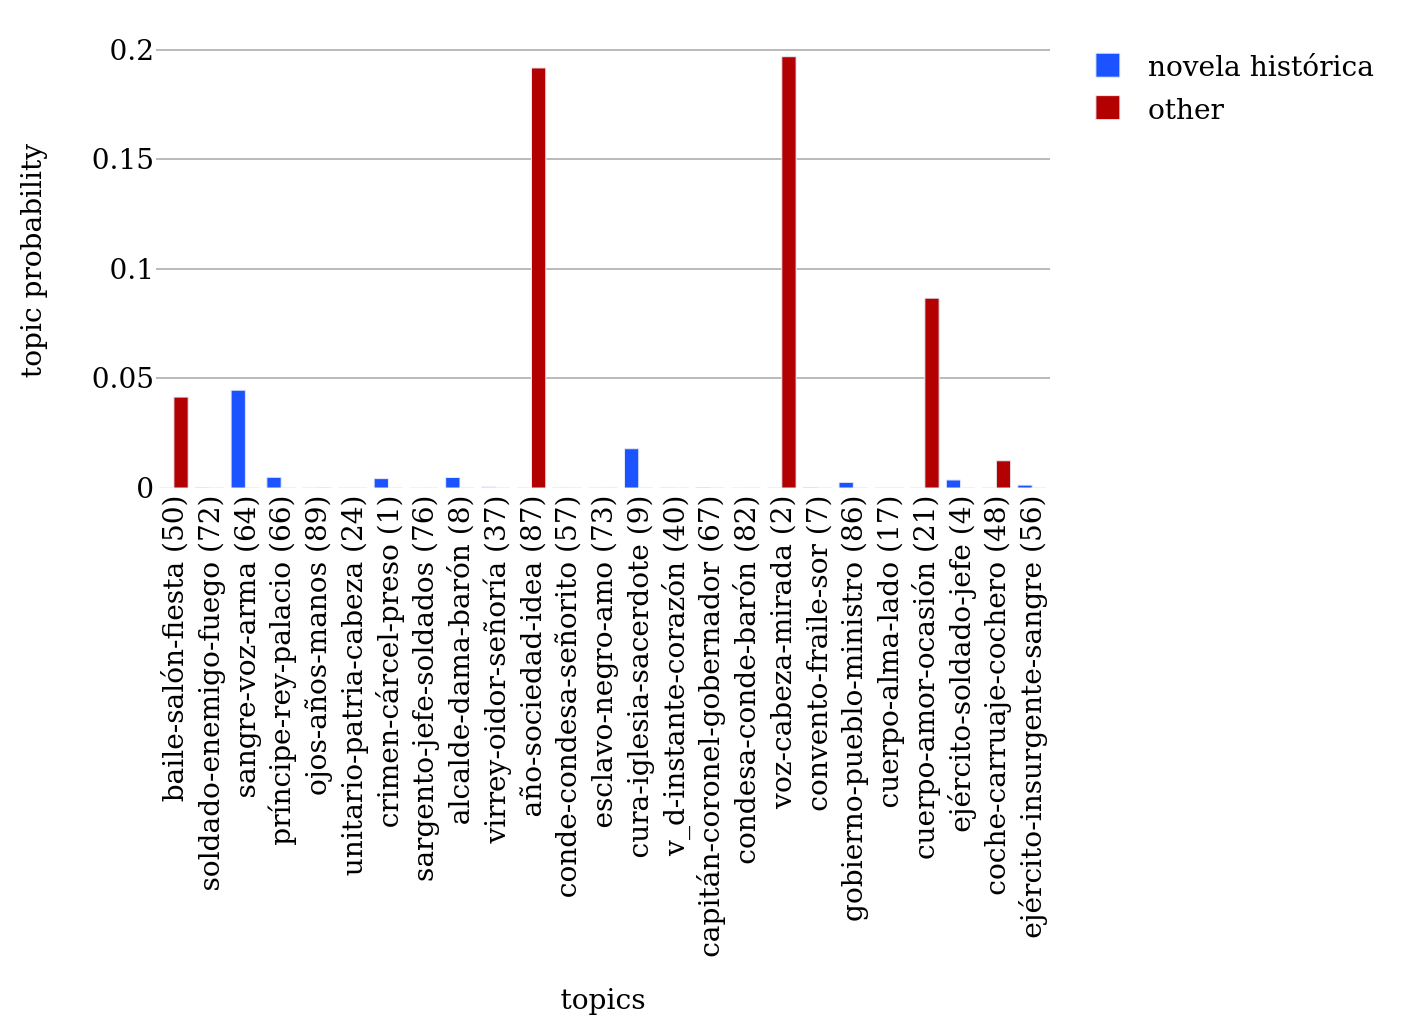 0.2
0.15
0.1
0.05
0
topic probability
novela histórica
other
baile-salón-fiesta (50)
soldado-enemigo-fuego (72)
sangre-voz-arma (64)
príncipe-rey-palacio (66)
ojos-años-manos (89)
unitario-patria-cabeza (24)
crimen-cárcel-preso (1)
sargento-jefe-soldados (76)
alcalde-dama-barón (8)
virrey-oidor-señoría (37)
año-sociedad-idea (87)
conde-condesa-señorito (57)
esclavo-negro-amo (73)
cura-iglesia-sacerdote (9)
v_d-instante-corazón (40)
capitán-coronel-gobernador (67)
condesa-conde-barón (82)
voz-cabeza-mirada (2)
convento-fraile-sor (7)
gobierno-pueblo-ministro (86)
cuerpo-alma-lado (17)
cuerpo-amor-ocasión (21)
ejército-soldado-jefe (4)
coche-carruaje-cochero (48)
ejército-insurgente-sangre (56)
topics